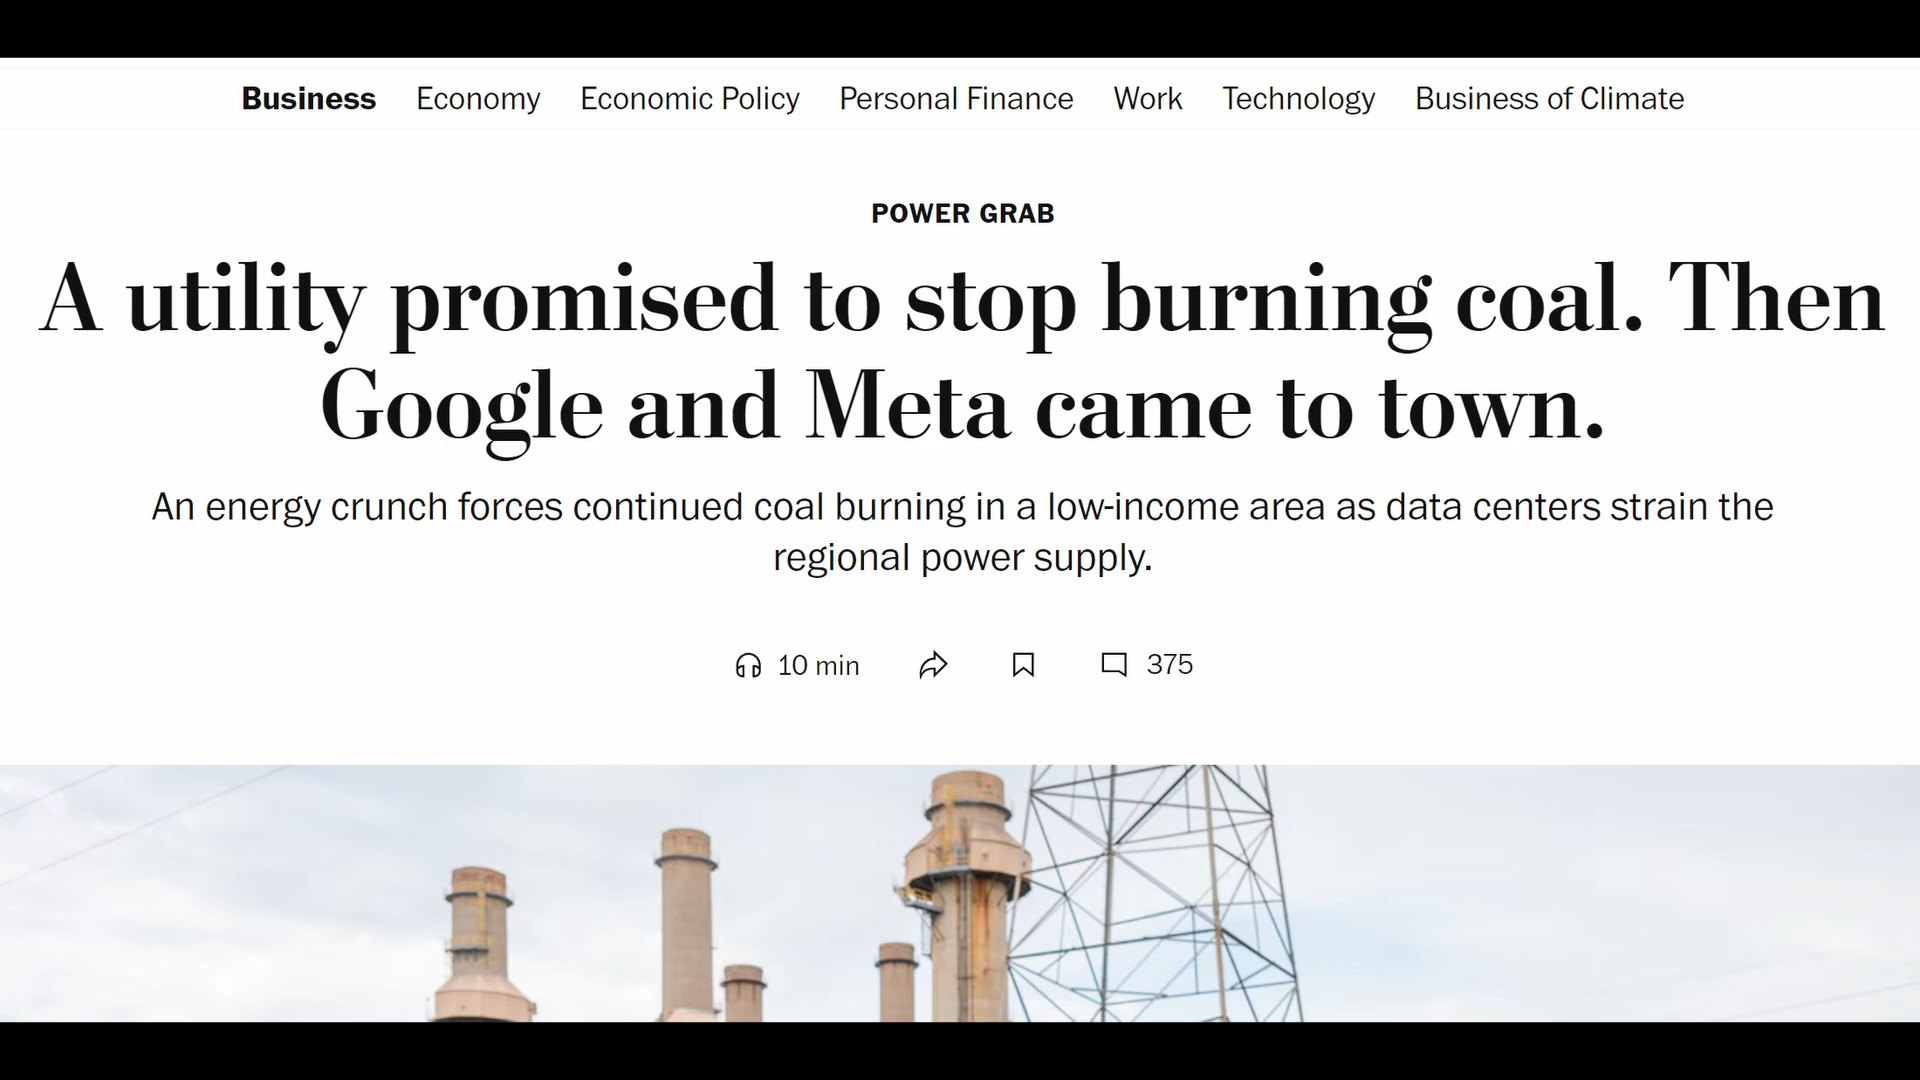 Business Economy Economic Policy Personal Finance Work Technology Business of Climate
POWER GRAB
A utility promised to stop burning coal. Then
Google and Meta came to town.
An energy crunch forces continued coal burning in a low-income area as data centers strain the
regional power supply.
10 min 375